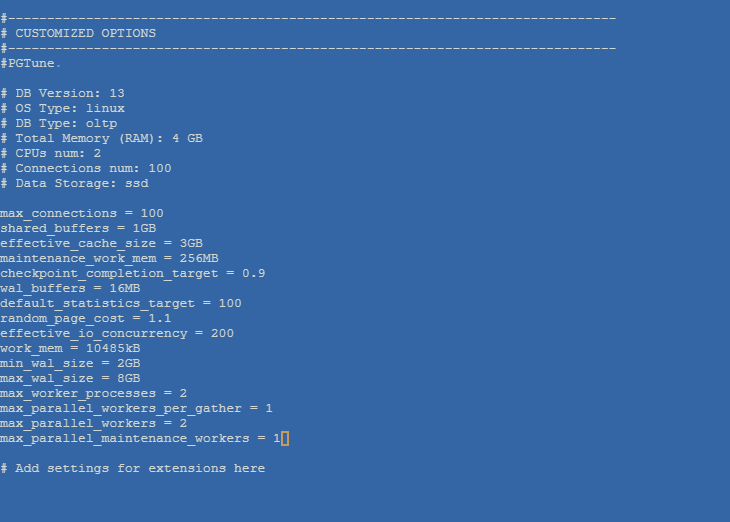 #------------------------------------------------------------------------------
# CUSTOMIZED OPTIONS
#------------------------------------------------------------------------------
#PGTune.
# DB Version: 13
# OS Type: linux
# DB Type: oltp
# Total Memory (RAM): 4 GB
# CPUs num: 2
# Connections num: 100
# Data Storage: ssd
max_connections = 100
shared_buffers = 1GB
effective_cache_size = 3GB
maintenance_work_mem = 256MB
checkpoint_completion_target = 0.9
wal_buffers = 16MB
default_statistics_target = 100
random_page_cost = 1.1
effective_io_concurrency = 200
work_mem = 10485kB
min_wal_size = 2GB
max_wal_size = 8GB
max_worker_processes = 2
max_parallel_workers_per_gather = 1
max_parallel_workers = 2
max_parallel_maintenance_workers = 1
# Add settings for extensions here